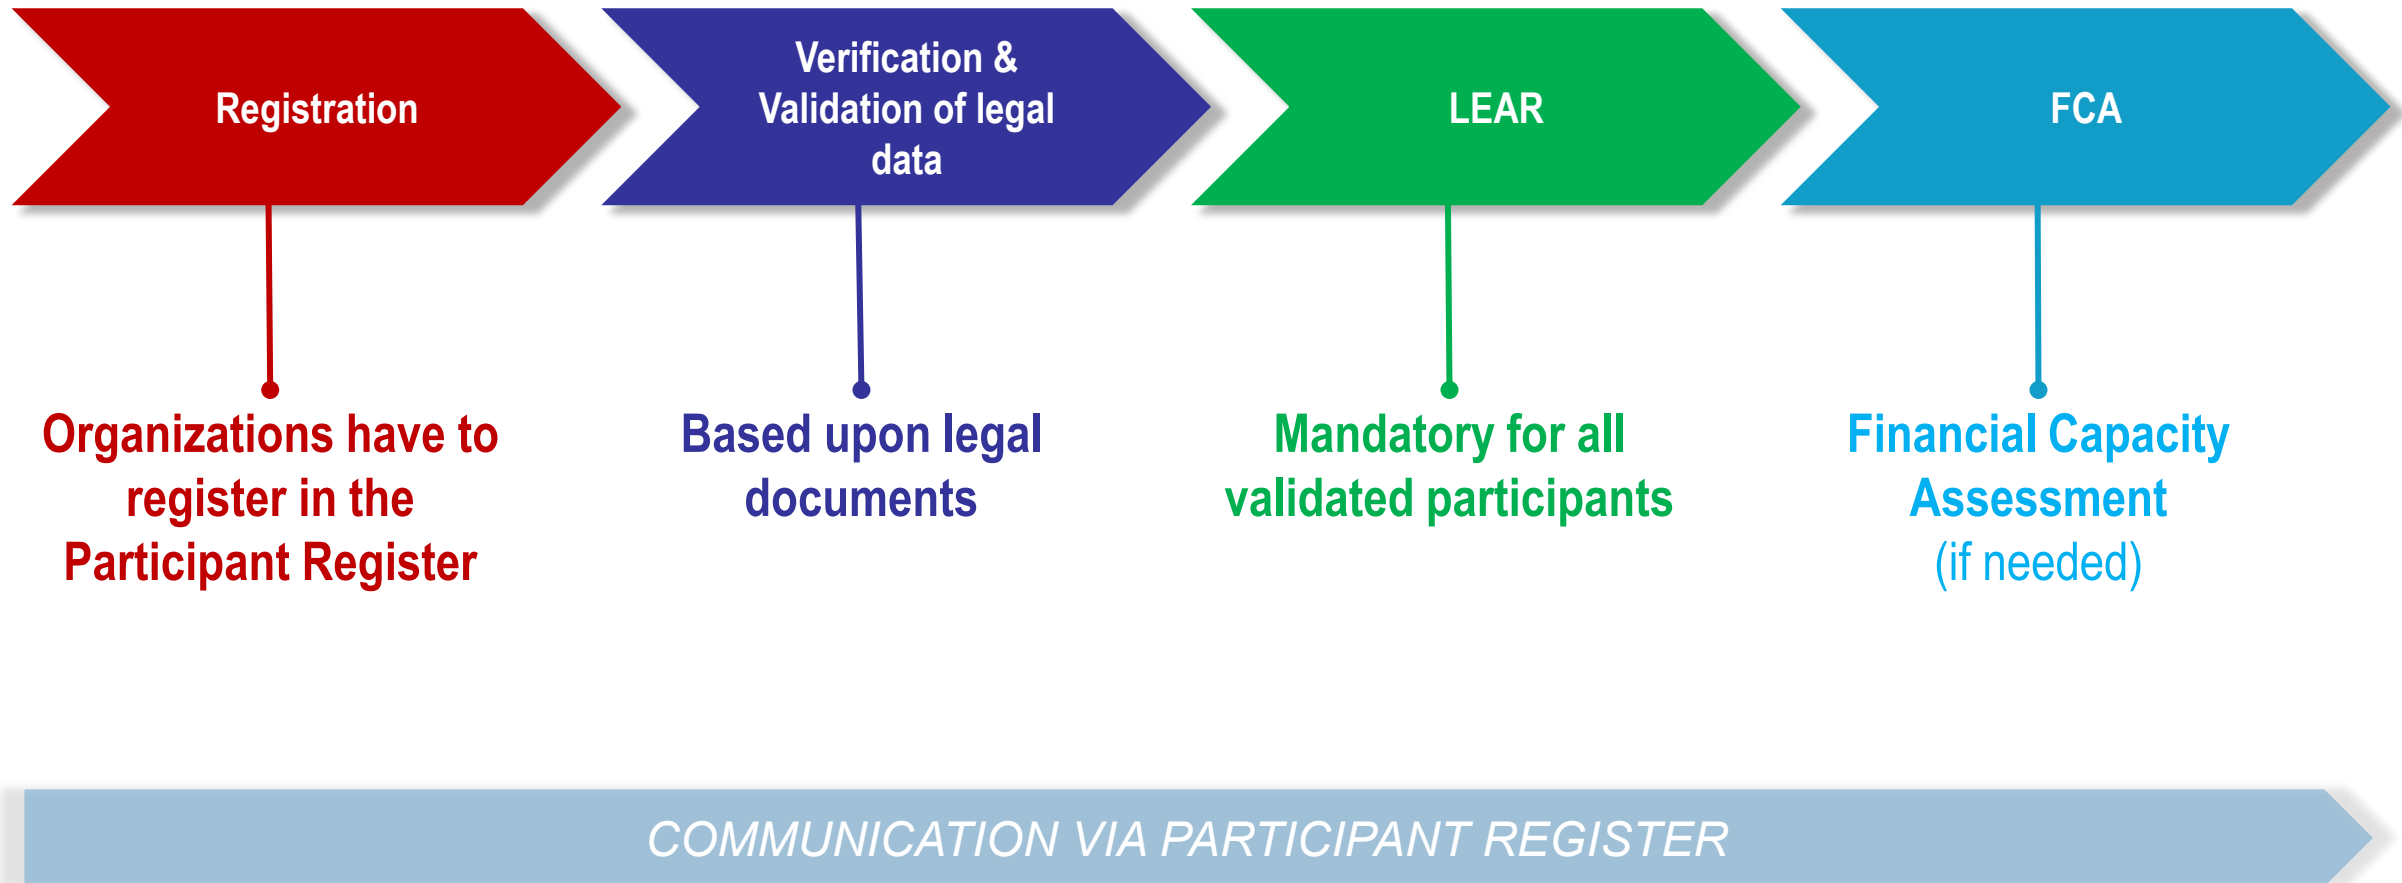 Registration
Verification &
Validation of legal
data
LEAR
FCA
Organizations have to
register in the
Participant Register
Based upon legal
documents
Mandatory for all
validated participants
Financial Capacity
Assessment
(if needed)
COMMUNICATION VIA PARTICIPANT REGISTER